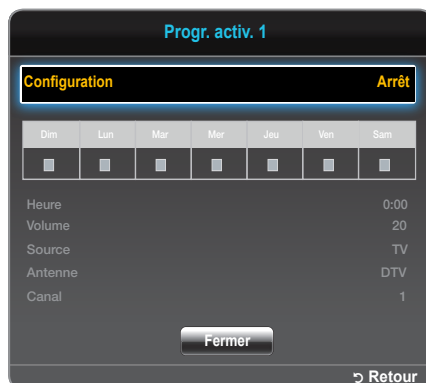 Progr. activ. 1
Configuration Arrêt
Dim Lun Mar Mer Jeu Ven Sam
Heure 0:00
Volume 20
Source TV
Antenne DTV
Canal 1
Fermer
Retour